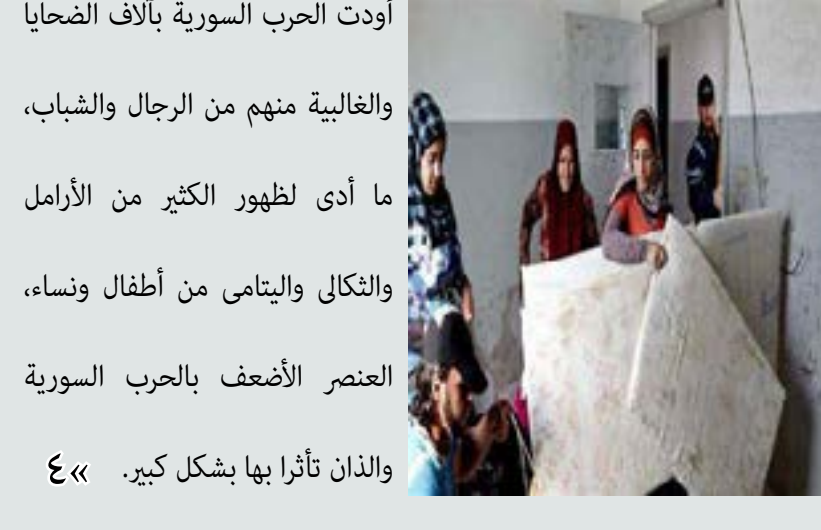 أودت الحرب السورية بآلاف الضحايا
والغالبية منهم من الرجال والشباب،
ما أدى لظهور الكثير من الأرامل
والثكالى واليتامى من أطفال ونساء،
العنصر الأضعف بالحرب السورية
والذان تأثرا بها بشكل كبير. »٤